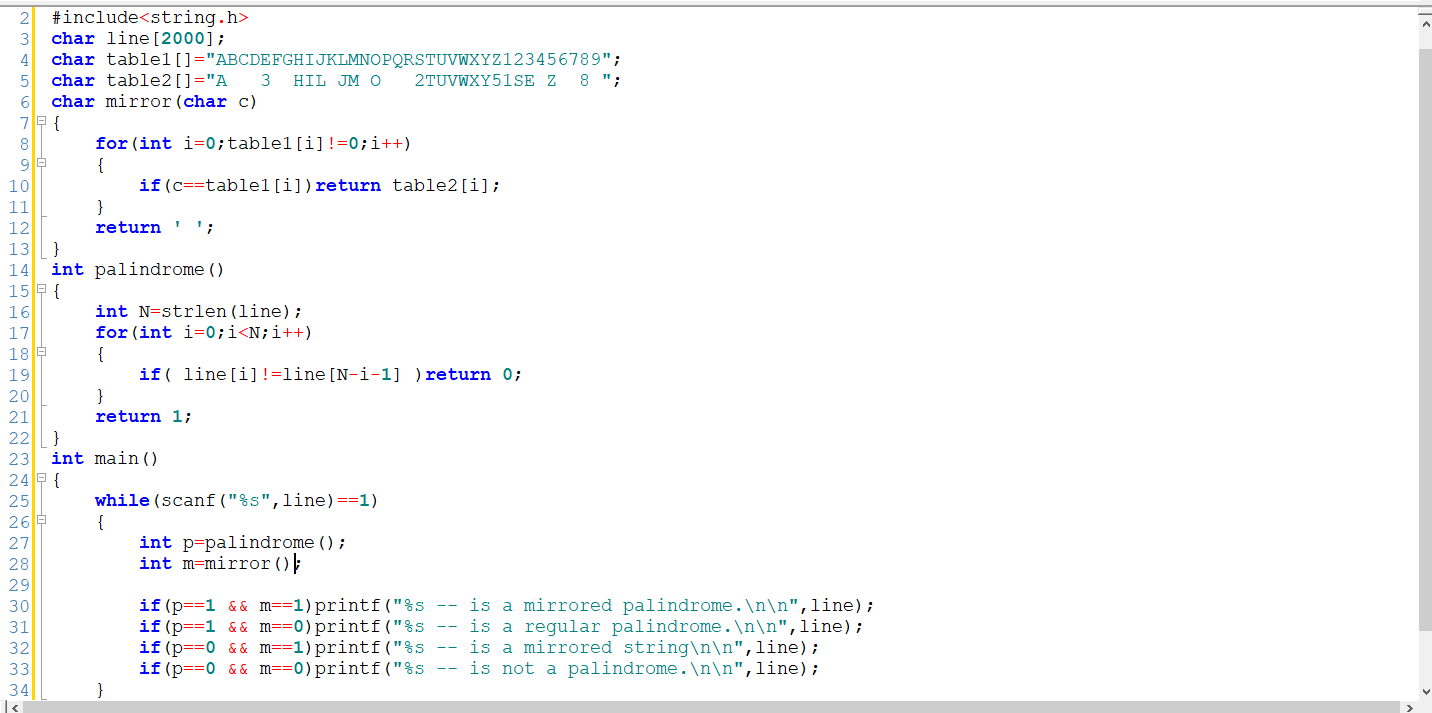 2 #include<string.h>
3 char line[2000];
4 char table1[]="ABCDEFGHIJKLMNOPQRSTUVWXYZ123456789";
5 char table2[]="A   3  HIL JM O   2TUVWXY51SE Z  8 ";
6 char mirror(char c)
7 {
8     for(int i=0;table1[i]!=0;i++)
9     {
10         if(c==table1[i])return table2[i];
11     }
12     return ' ';
13 }
14 int palindrome()
15 {
16     int N=strlen(line);
17     for(int i=0;i<N;i++)
18     {
19         if( line[i]!=line[N-i-1] )return 0;
20     }
21     return 1;
22 }
23 int main()
24 {
25     while(scanf("%s",line)==1)
26     {
27         int p=palindrome();
28         int m=mirror();
29
30         if(p==1 && m==1)printf("%s -- is a mirrored palindrome.\n\n",line);
31         if(p==1 && m==0)printf("%s -- is a regular palindrome.\n\n",line);
32         if(p==0 && m==1)printf("%s -- is a mirrored string\n\n",line);
33         if(p==0 && m==0)printf("%s -- is not a palindrome.\n\n",line);
34     }